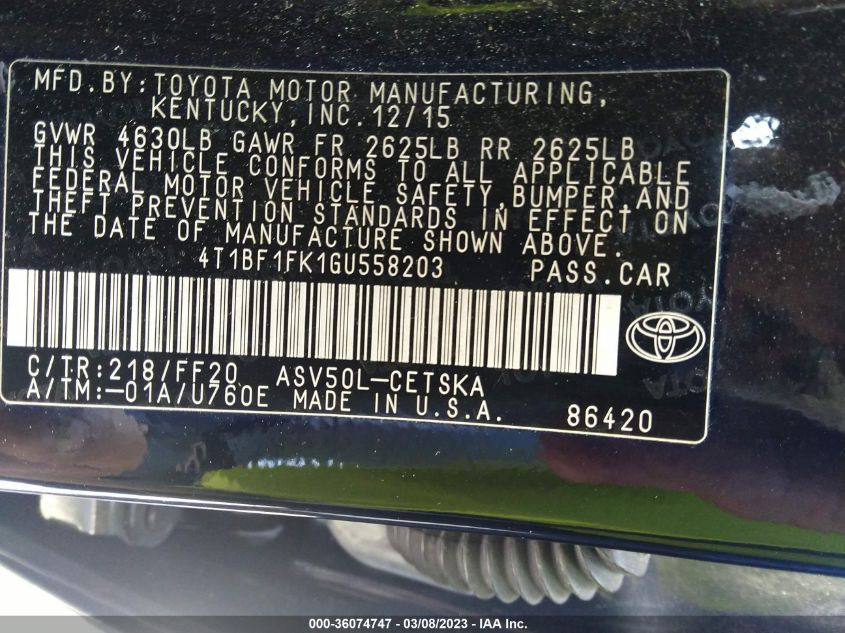 MFD.BY:TOYOTA MOTOR MANUFACTURING,
KENTUCKY,INC.12/15
GVWR 4630LB GAWR FR 2625LB RR 2625LB
THIS VEHICLE CONFORMS TO ALL APPLICABLE
FEDERAL MOTOR VEHICLE SAFETY,BUMPER,AND
THEFT PREVENTION STANDARDS IN EFFECT ON
THE DATE OF MANUFACTURE SHOWN ABOVE.
4T1BF1FK1GU558203 PASS.CAR
C/TR:218/FF20 ASV50L-CETSKA
A/TM:-01A/U760E MADE IN U.S.A. 86420
000-36074747 - 03/08/2023 - IAA Inc.